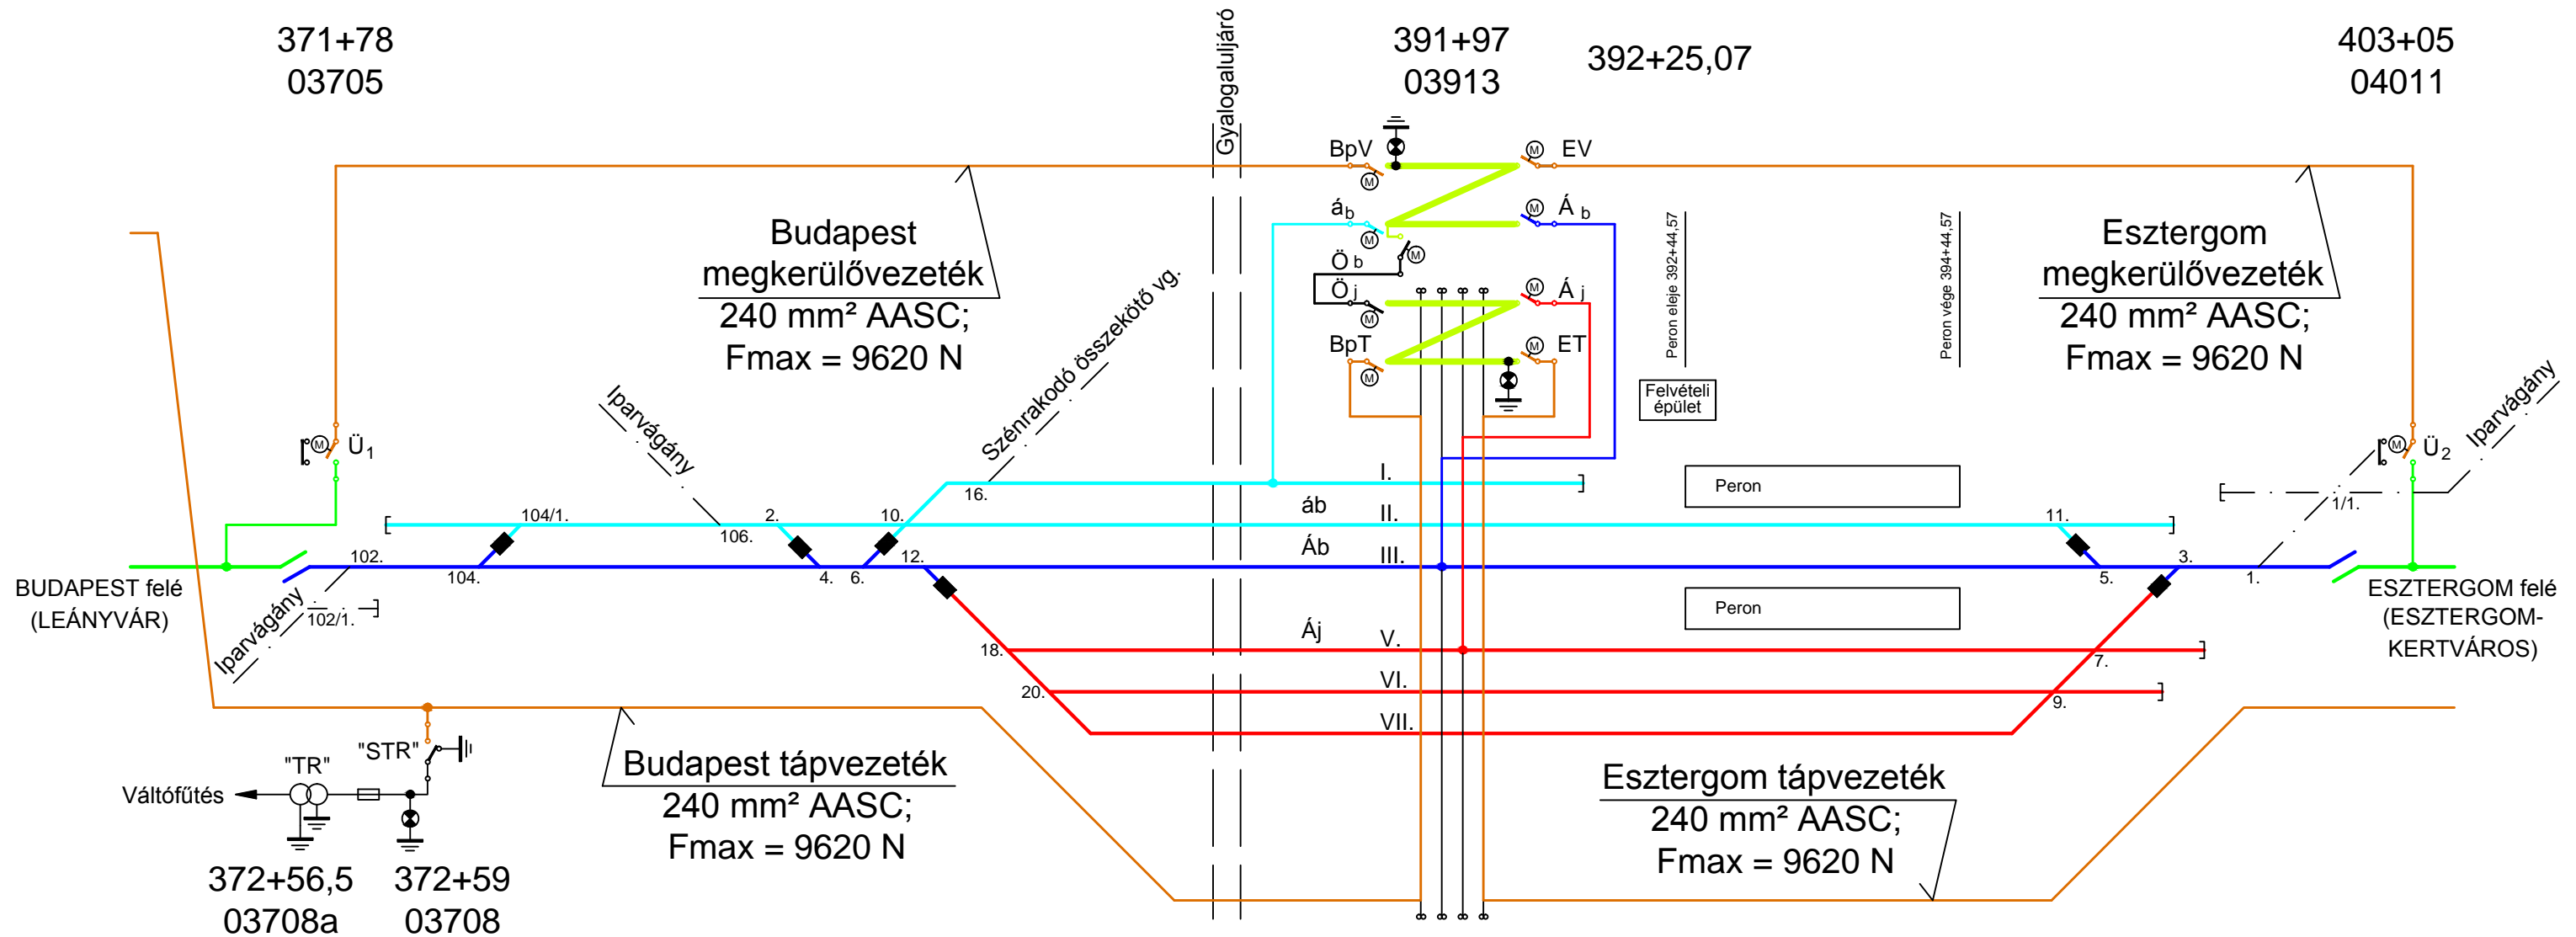 371+78
03705
Gyalogaluljáró
391+97
03913
392+25,07
403+05
04011
BpV
M
M
EV
áb
M
M
Áb
Öb
M
Öj
M
M
Áj
BpT
M
M
ET
Budapest
megkerülővezeték
240 mm² AASC;
Fmax = 9620 N
Peron eleje 392+44,57
Peron vége 394+44,57
Esztergom
megkerülővezeték
240 mm² AASC;
Fmax = 9620 N
Felvételi
épület
Iparvágány
Szénrakodó összekötő vg.
Iparvágány
M
Ü1
M
Ü2
I.
16.
Peron
1/1.
104/1.
106.
2.
10.
áb
II.
11.
102.
104.
4.
6.
12.
Áb
III.
5.
3.
1.
BUDAPEST felé
(LEÁNYVÁR)
Iparvágány
102/1.
Peron
ESZTERGOM felé
(ESZTERGOM-
KERTVÁROS)
18.
Áj
V.
7.
20.
VI.
9.
VII.
"STR"
"TR"
Váltófűtés
Budapest tápvezeték
240 mm² AASC;
Fmax = 9620 N
Esztergom tápvezeték
240 mm² AASC;
Fmax = 9620 N
372+56,5
03708a
372+59
03708